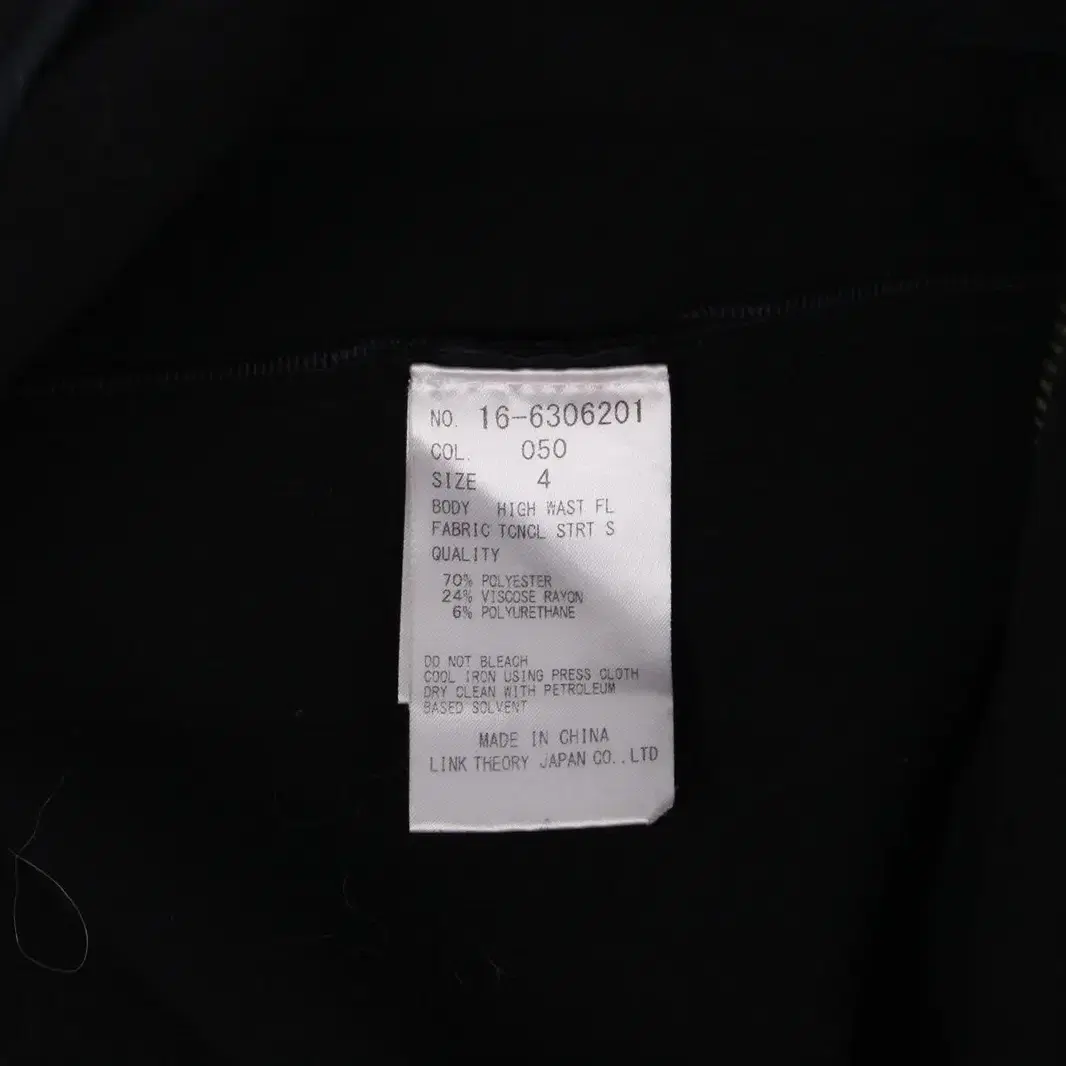 NO. 16-6306201
COL. 050
SIZE 4
BODY HIGH WAST FL
FABRIC TCNCL STRT S
QUALITY
70% POLYESTER
24% VISCOSE RAYON
6% POLYURETHANE
DO NOT BLEACH
COOL IRON USING PRESS CLOTH
DRY CLEAN WITH PETROLEUM
BASED SOLVENT
MADE IN CHINA
LINK THEORY JAPAN CO.,LTD